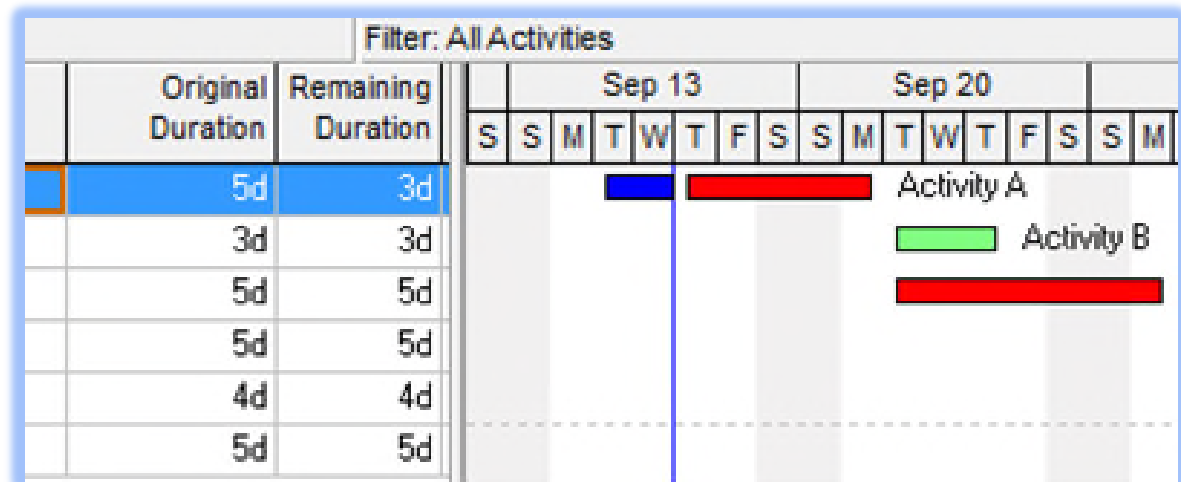 Filter: All Activities
Original Duration Remaining Duration Sep 13 Sep 20
S S M T W T F S S M T W T F S S M
5d 3d Activity A
3d 3d Activity B
5d 5d
5d 5d
4d 4d
5d 5d